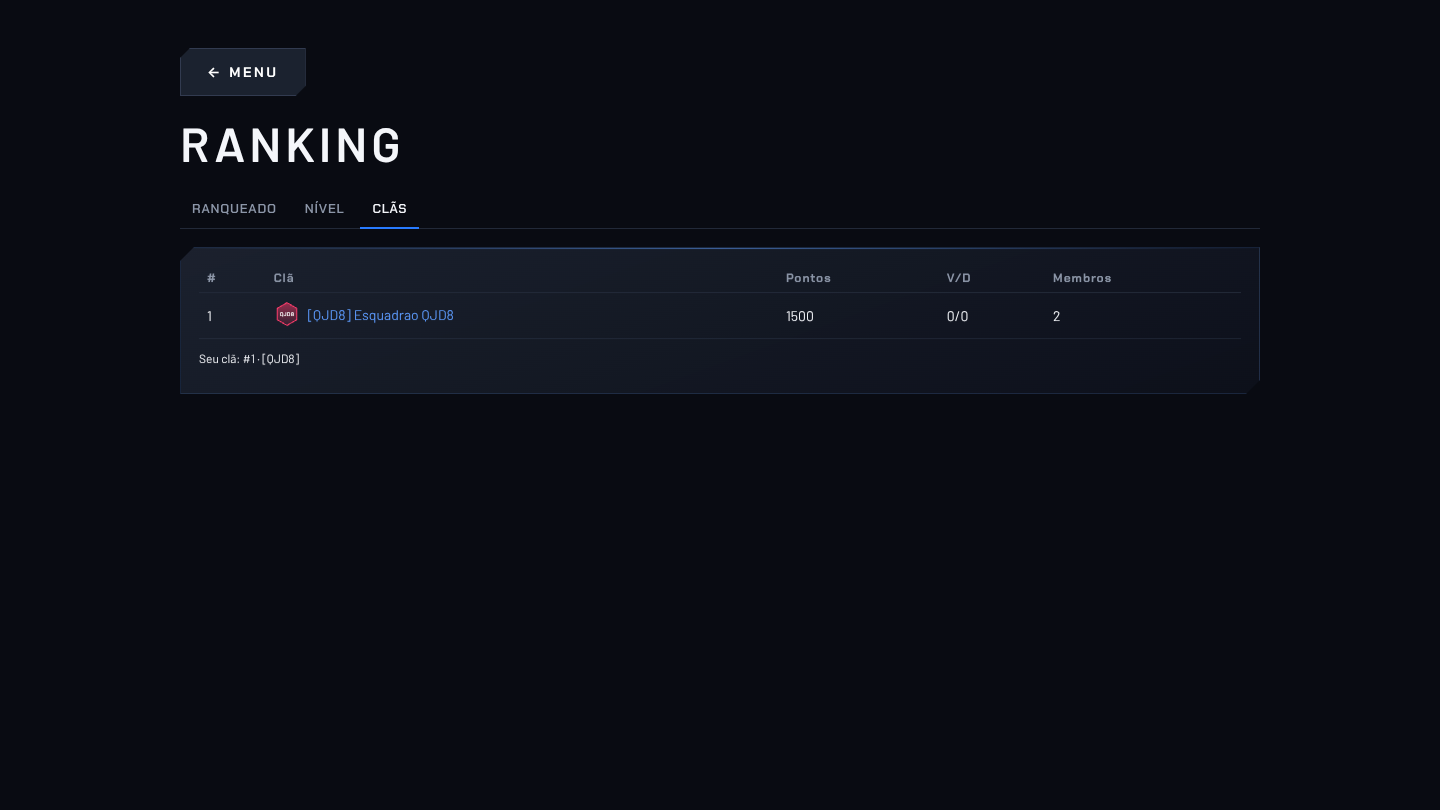 ← MENU
RANKING
RANQUEADO NÍVEL CLÃS
# Clã Pontos V/D Membros
1 QJD8 [QJD8] Esquadrao QJD8 1500 0/0 2
Seu clã: #1 · [QJD8]